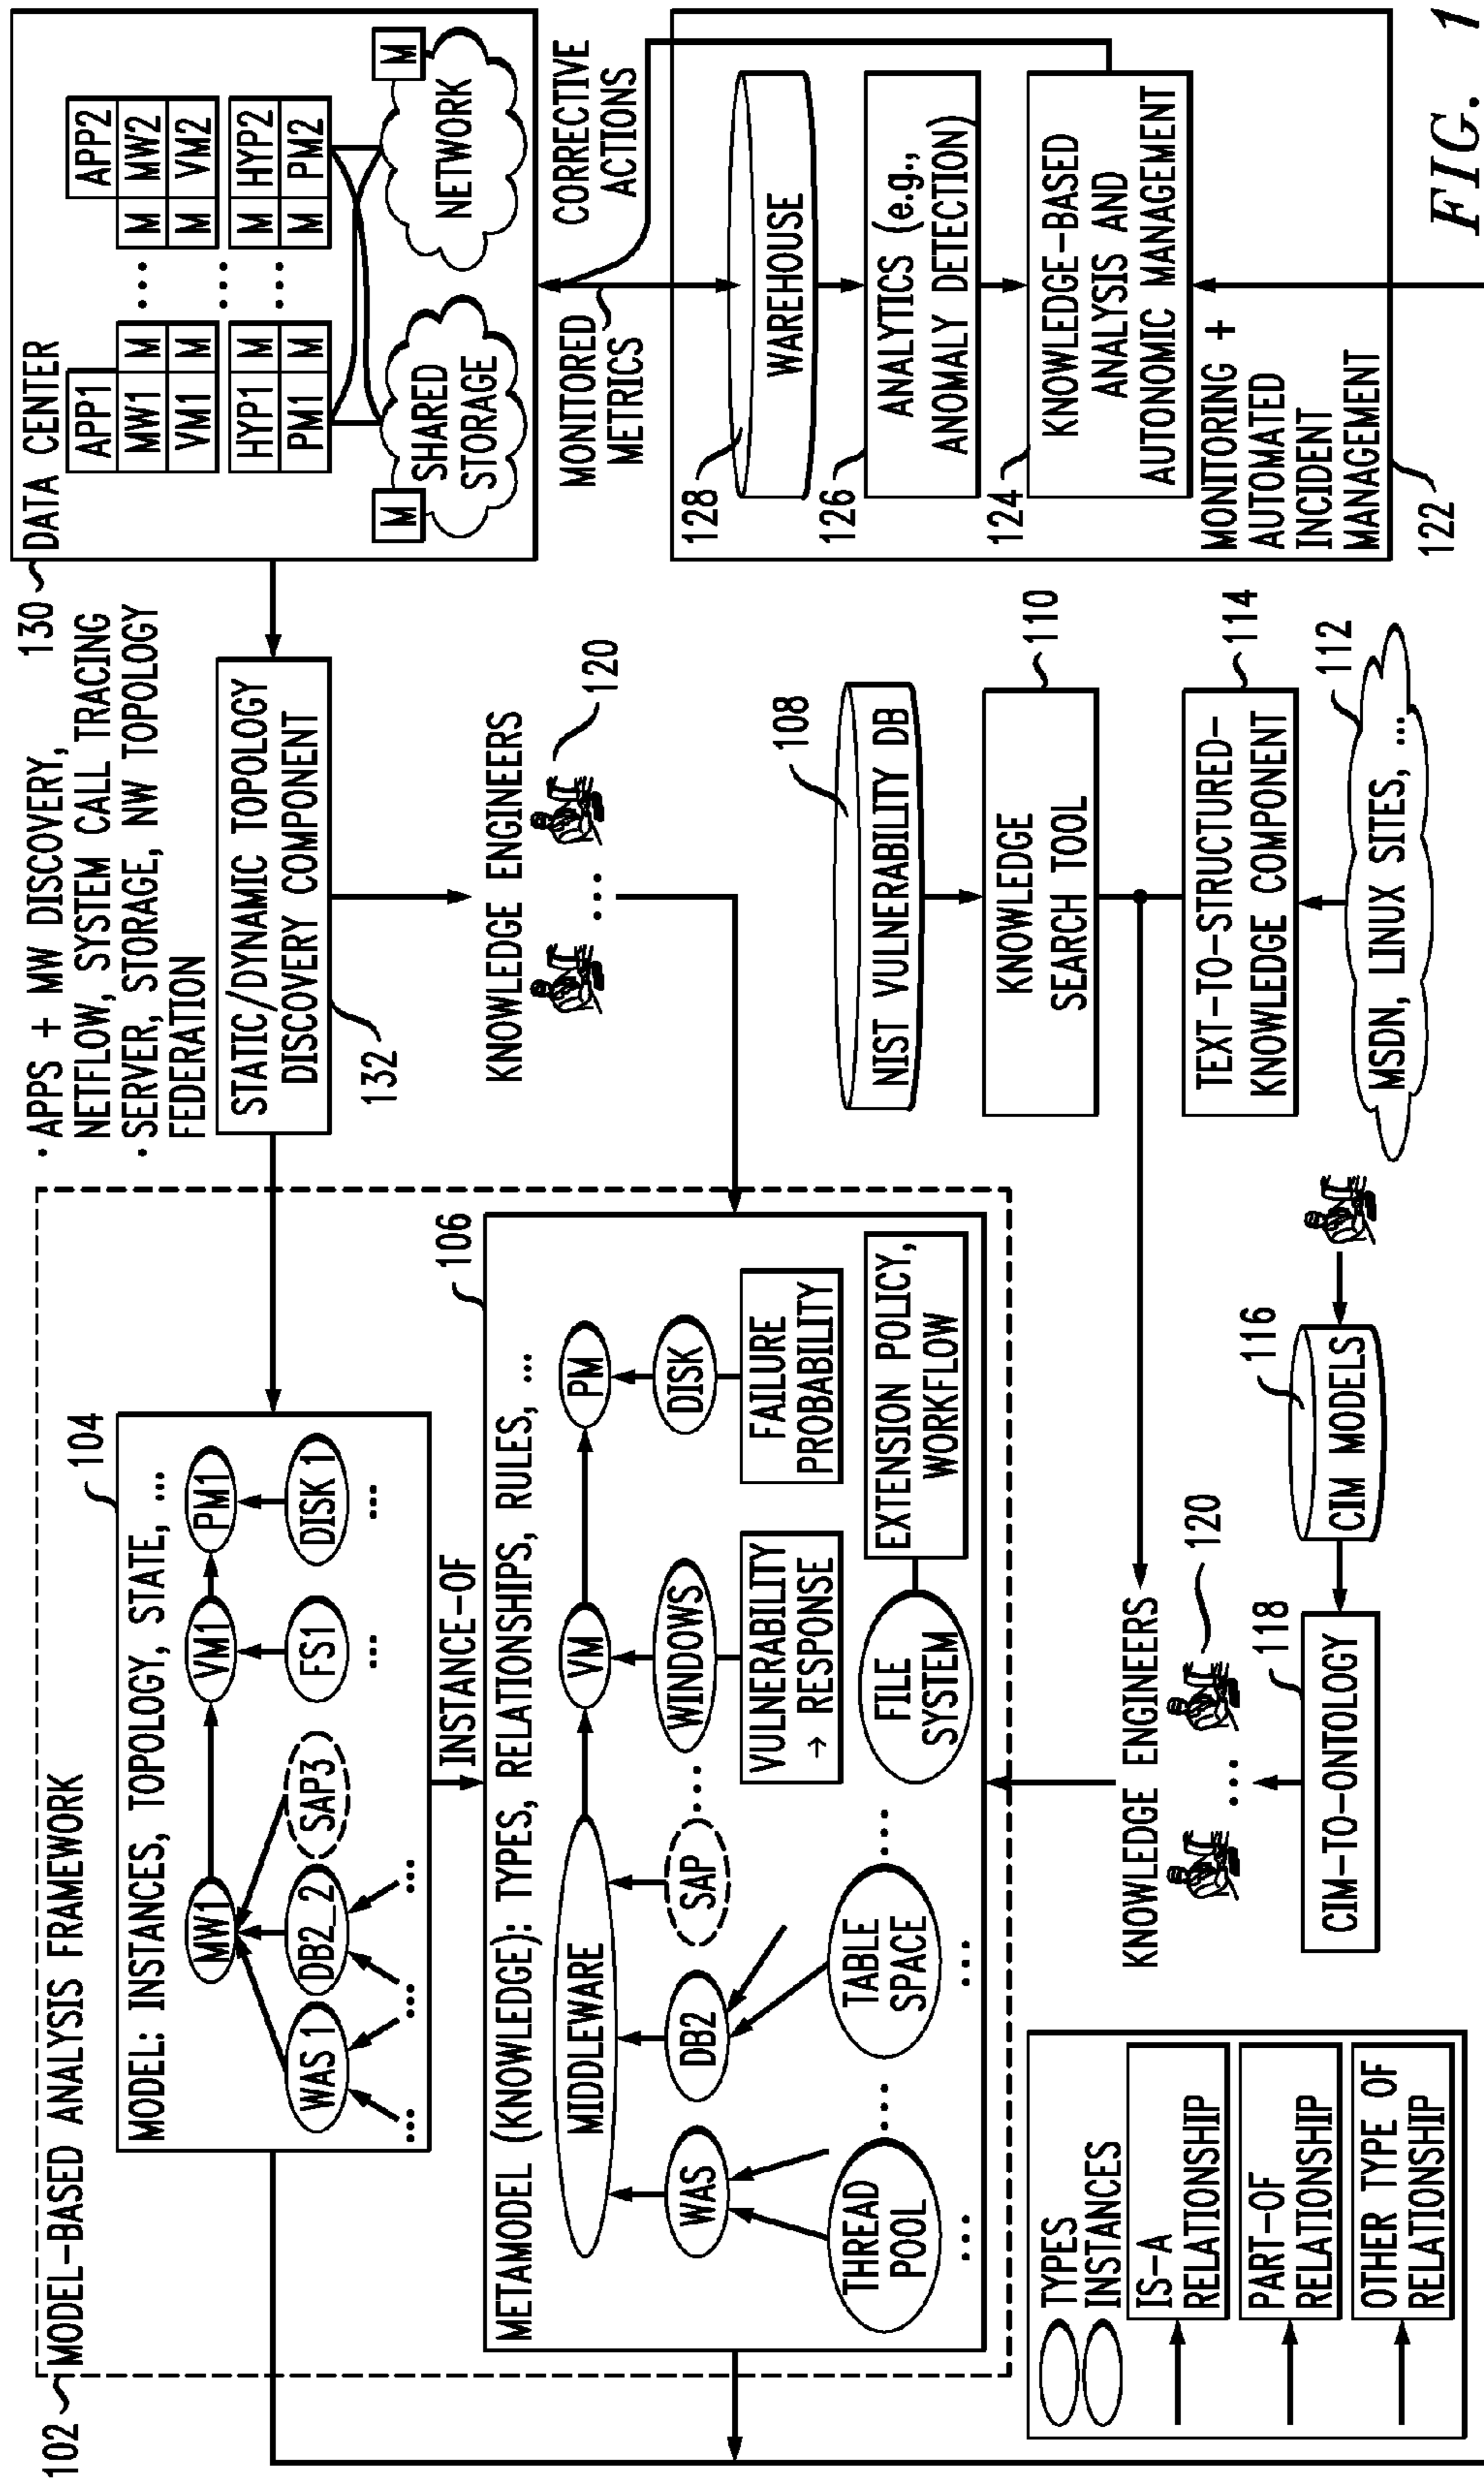 102
MODEL-BASED ANALYSIS FRAMEWORK
104
MODEL: INSTANCES, TOPOLOGY, STATE, ...
MW1
VM1
PM1
WAS 1
DB2_2
SAP3
FS1
DISK 1
...
...
...
...
...
...
INSTANCE-OF
106
METAMODEL (KNOWLEDGE): TYPES, RELATIONSHIPS, RULES, ...
MIDDLEWARE
VM
PM
WAS
DB2
SAP
...
WINDOWS
DISK
VULNERABILITY
→ RESPONSE
FAILURE
PROBABILITY
THREAD
POOL
...
TABLE
SPACE
...
FILE
SYSTEM
EXTENSION POLICY,
WORKFLOW
...
...
· APPS + MW DISCOVERY,
NETFLOW, SYSTEM CALL TRACING
· SERVER, STORAGE, NW TOPOLOGY
FEDERATION
STATIC/DYNAMIC TOPOLOGY
DISCOVERY COMPONENT
132
KNOWLEDGE ENGINEERS
...
120
130
DATA CENTER
APP1
MW1 M
VM1 M
HYP1 M
PM1 M
...
...
...
APP2
M MW2
M VM2
M HYP2
M PM2
M
SHARED
STORAGE
M
NETWORK
MONITORED
METRICS
CORRECTIVE
ACTIONS
128
WAREHOUSE
126
ANALYTICS (e.g.,
ANOMALY DETECTION)
124
KNOWLEDGE-BASED
ANALYSIS AND
AUTONOMIC MANAGEMENT
MONITORING +
AUTOMATED
INCIDENT
MANAGEMENT
122
108
NIST VULNERABILITY DB
110
KNOWLEDGE
SEARCH TOOL
114
TEXT-TO-STRUCTURED-
KNOWLEDGE COMPONENT
112
MSDN, LINUX SITES, ...
KNOWLEDGE ENGINEERS
...
120
118
CIM-TO-ONTOLOGY
116
CIM MODELS
TYPES
INSTANCES
IS-A
RELATIONSHIP
PART-OF
RELATIONSHIP
OTHER TYPE OF
RELATIONSHIP
FIG. 1